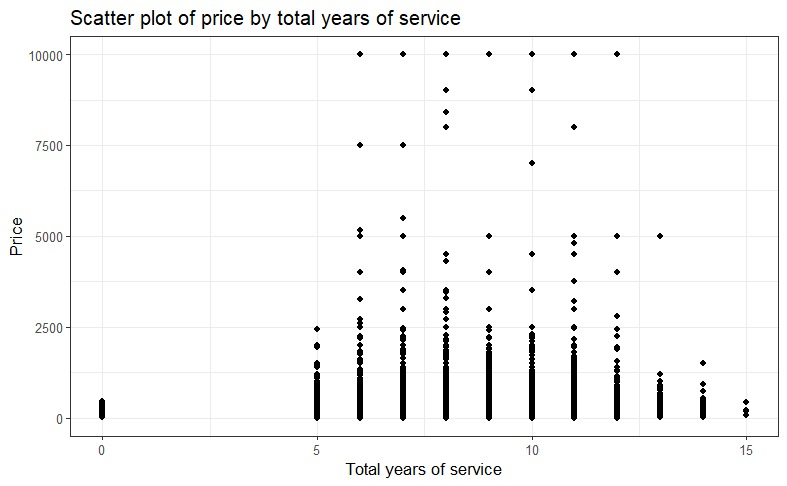 Scatter plot of price by total years of service
10000
7500
5000
2500
0
Price
0 5 10 15
Total years of service